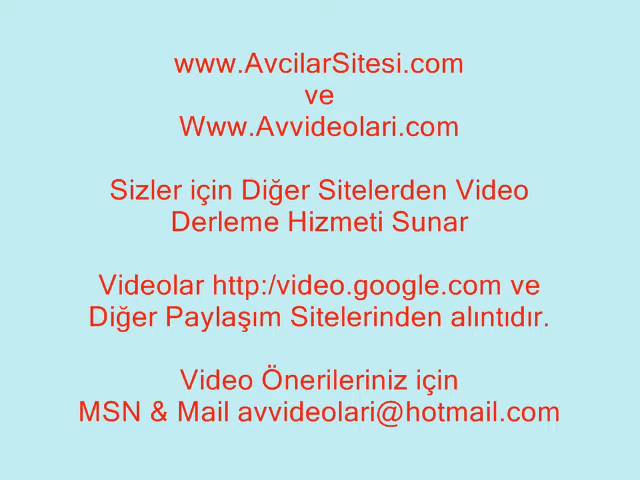 www.AvcilarSitesi.com
ve
Www.Avvideolari.com
Sizler için Diğer Sitelerden Video
Derleme Hizmeti Sunar
Videolar http:/video.google.com ve
Diğer Paylaşım Sitelerinden alıntıdır.
Video Önerileriniz için
MSN & Mail avvideolari@hotmail.com